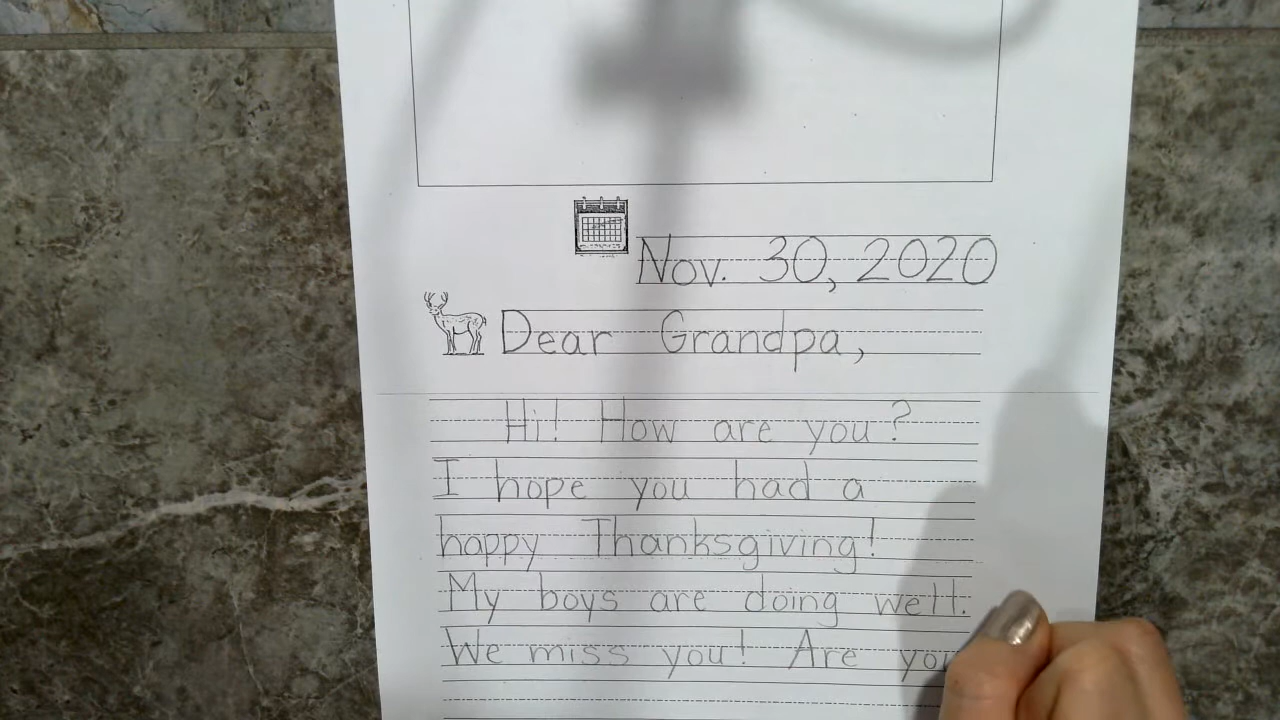 Nov. 30, 2020
Dear Grandpa,
Hi! How are you?
I hope you had a
happy Thanksgiving!
My boys are doing well.
We miss you! Are you